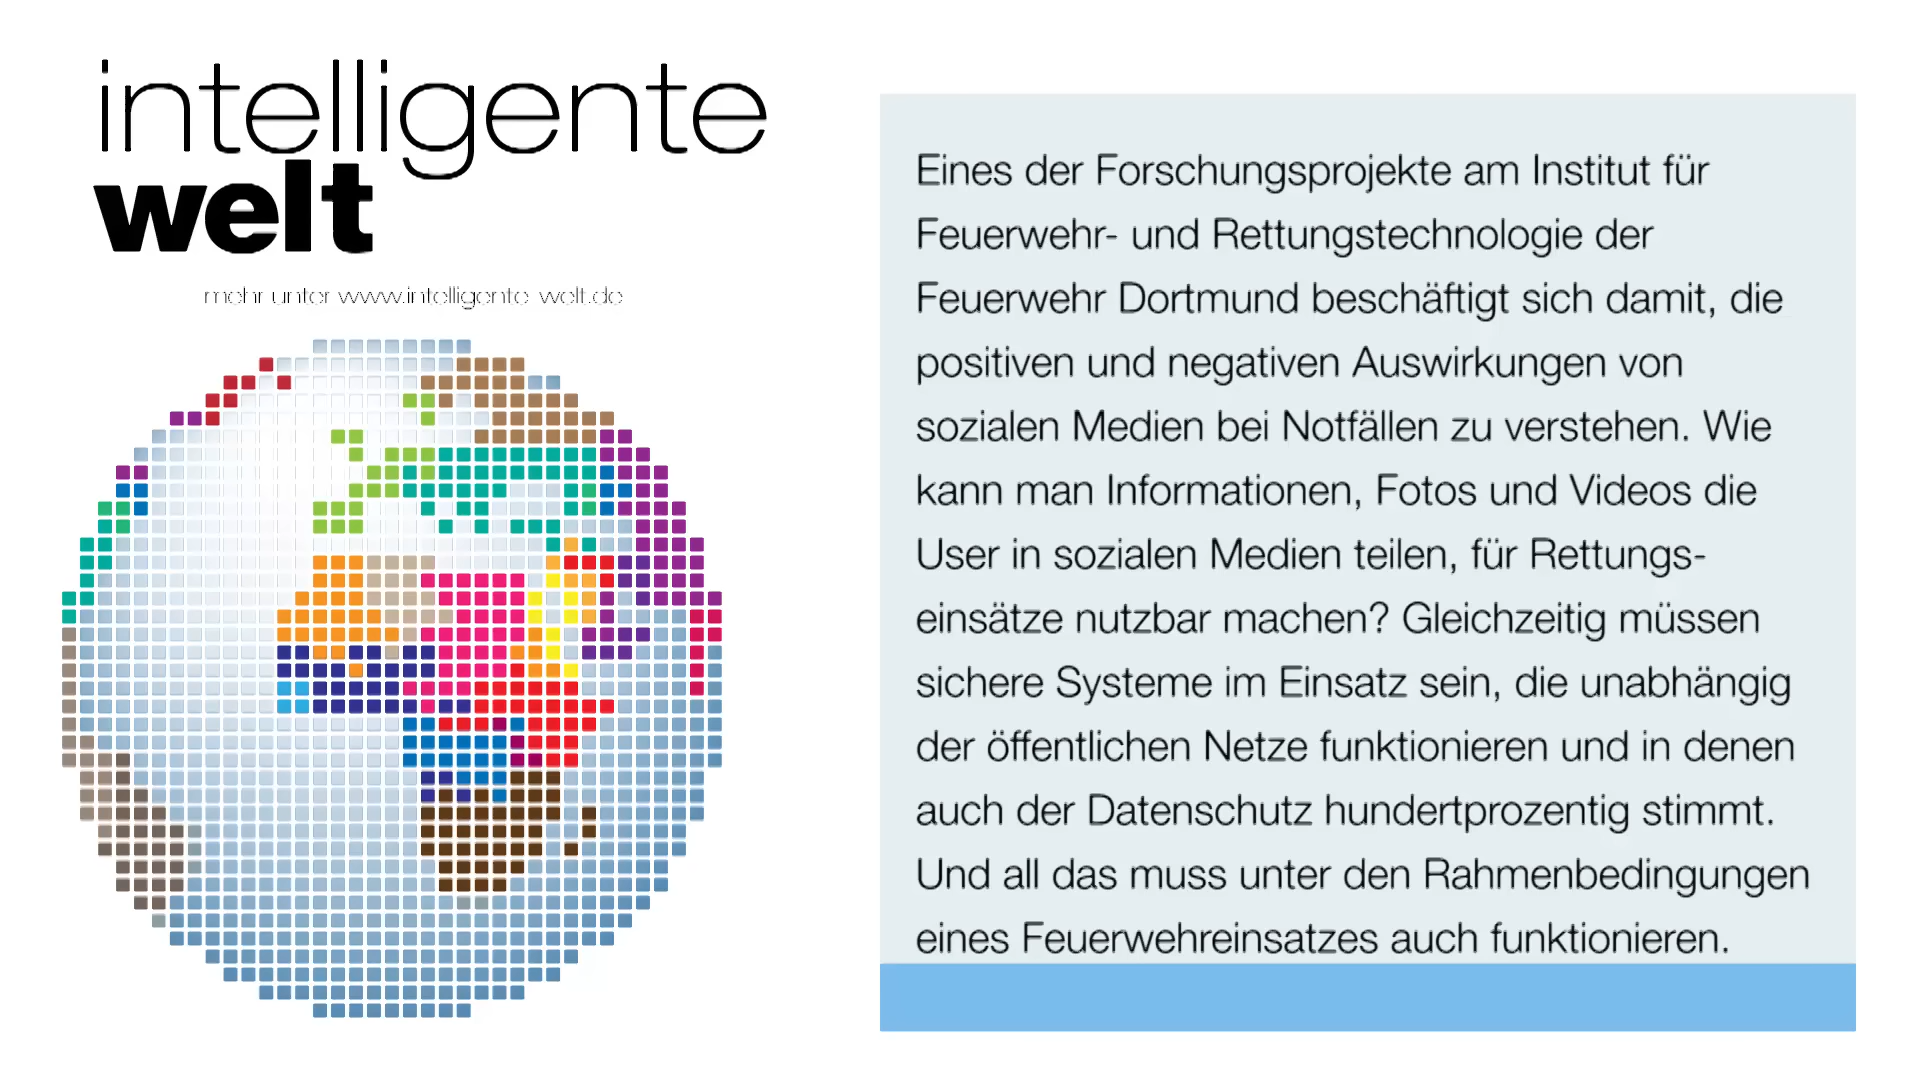 intelligente
welt
mehr unter www.intelligente-welt.de
Eines der Forschungsprojekte am Institut für
Feuerwehr- und Rettungstechnologie der
Feuerwehr Dortmund beschäftigt sich damit, die
positiven und negativen Auswirkungen von
sozialen Medien bei Notfällen zu verstehen. Wie
kann man Informationen, Fotos und Videos die
User in sozialen Medien teilen, für Rettungs-
einsätze nutzbar machen? Gleichzeitig müssen
sichere Systeme im Einsatz sein, die unabhängig
der öffentlichen Netze funktionieren und in denen
auch der Datenschutz hundertprozentig stimmt.
Und all das muss unter den Rahmenbedingungen
eines Feuerwehreinsatzes auch funktionieren.